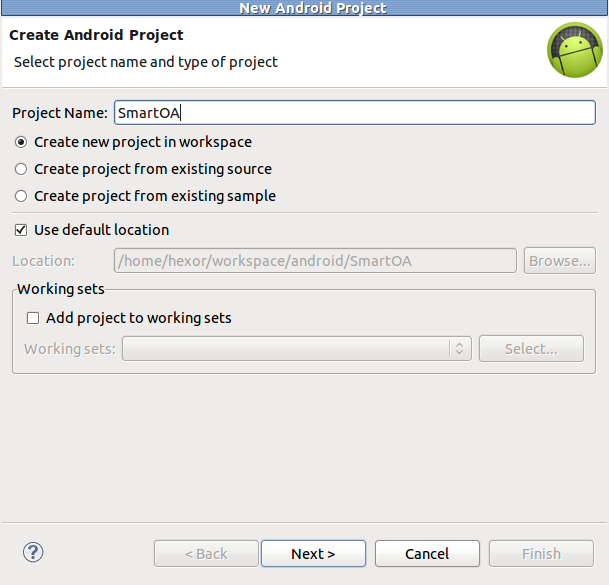 New Android Project
Create Android Project
Select project name and type of project
Project Name: SmartOA
Create new project in workspace
Create project from existing source
Create project from existing sample
Use default location
Location: /home/hexor/workspace/android/SmartOA Browse...
Working sets
Add project to working sets
Working sets: Select...
? < Back Next > Cancel Finish